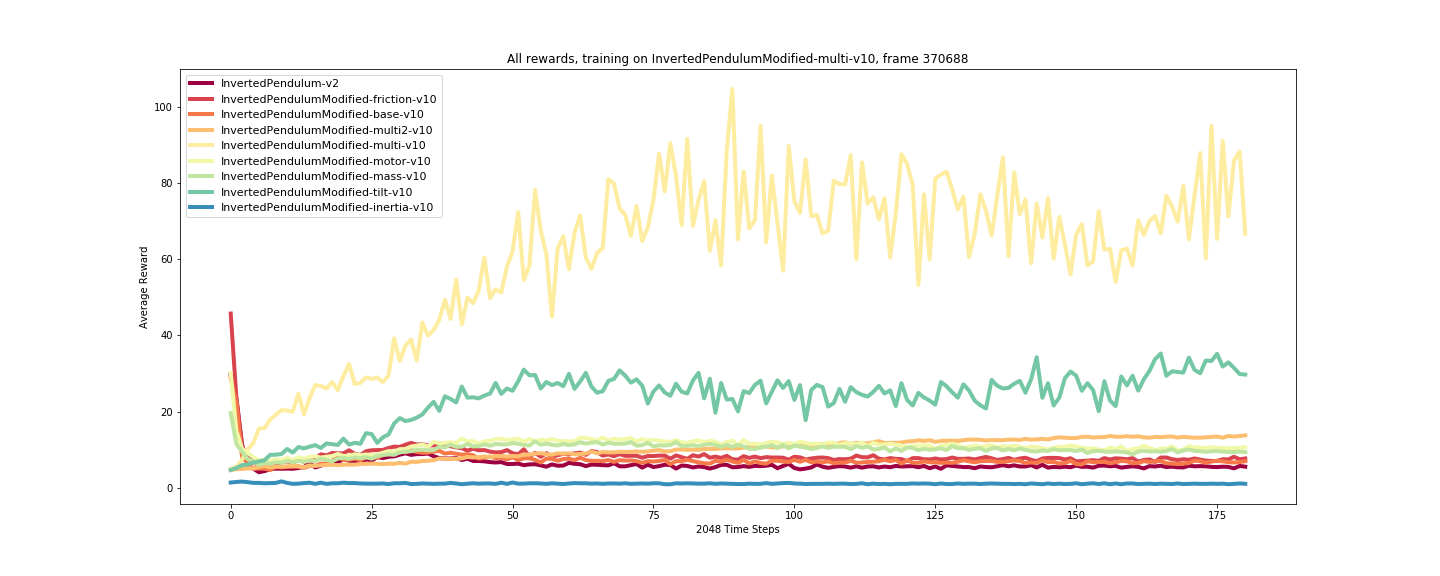 All rewards, training on InvertedPendulumModified-multi-v10, frame 370688
InvertedPendulum-v2
InvertedPendulumModified-friction-v10
InvertedPendulumModified-base-v10
InvertedPendulumModified-multi2-v10
InvertedPendulumModified-multi-v10
InvertedPendulumModified-motor-v10
InvertedPendulumModified-mass-v10
InvertedPendulumModified-tilt-v10
InvertedPendulumModified-inertia-v10
Average Reward
100
80
60
40
20
0
0 25 50 75 100 125 150 175
2048 Time Steps